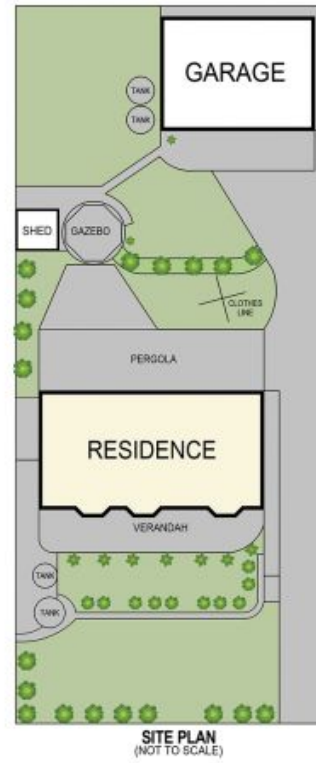 GARAGE
TANK
TANK
SHED
GAZEBO
CLOTHES
LINE
PERGOLA
RESIDENCE
VERANDAH
TANK
TANK
SITE PLAN
(NOT TO SCALE)